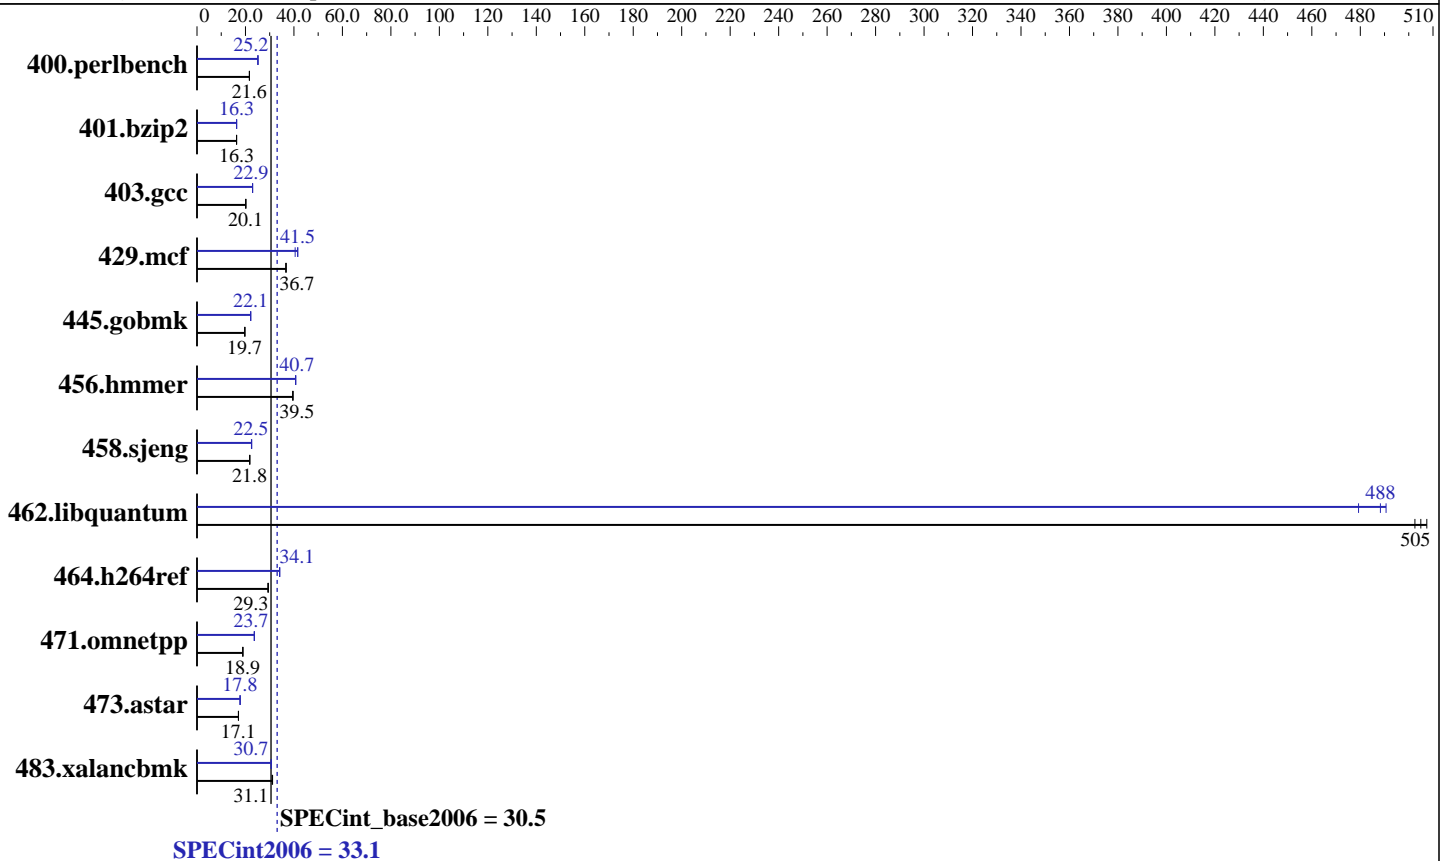 0 20.0 40.0 60.0 80.0 100 120 140 160 180 200 220 240 260 280 300 320 340 360 380 400 420 440 460 480 510
25.2
400.perlbench
21.6
16.3
401.bzip2
16.3
22.9
403.gcc
20.1
41.5
429.mcf
36.7
22.1
445.gobmk
19.7
40.7
456.hmmer
39.5
22.5
458.sjeng
21.8
488
462.libquantum
505
34.1
464.h264ref
29.3
23.7
471.omnetpp
18.9
17.8
473.astar
17.1
30.7
483.xalancbmk
31.1
SPECint_base2006 = 30.5
SPECint2006 = 33.1